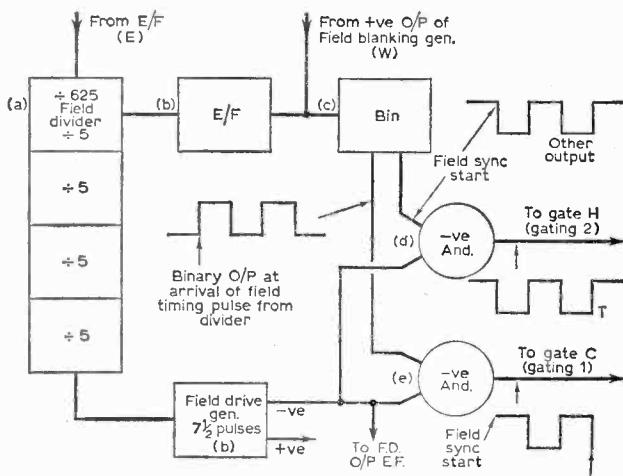 From E/F
(E)
From +ve O/P of
Field blanking gen.
(W)
(a)
÷ 625
Field
divider
÷ 5
(b)
E/F
(c)
Bin
Other
output
Field sync
start
÷5
÷5
÷5
Binary O/P at
arrival of field
timing pulse from
divider
(d)
-ve
And.
To gate H
(gating 2)
T
(e)
-ve
And.
To gate C
(gating 1)
Field drive
gen.
7½ pulses
(b)
-ve
+ve
To F.D.
O/P E.F.
Field
sync
start